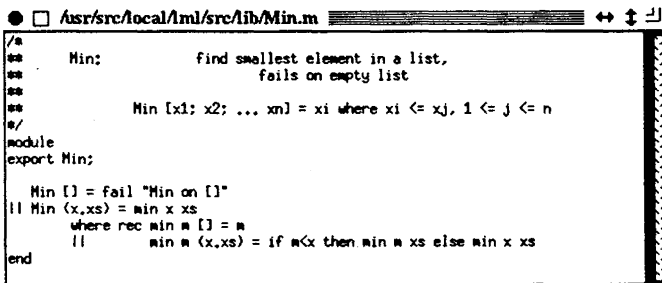 /usr/src/local/lml/src/lib/Min.m
/*
**      Min:            find smallest element in a list,
**                              fails on empty list
**
**              Min [x1; x2; ... xn] = xi where xi <= xj, 1 <= j <= n
*/
module
export Min;

   Min [] = fail "Min on []"
|| Min (x.xs) = min x xs
        where rec min m [] = m
        ||        min m (x.xs) = if m<x then min m xs else min x xs
end